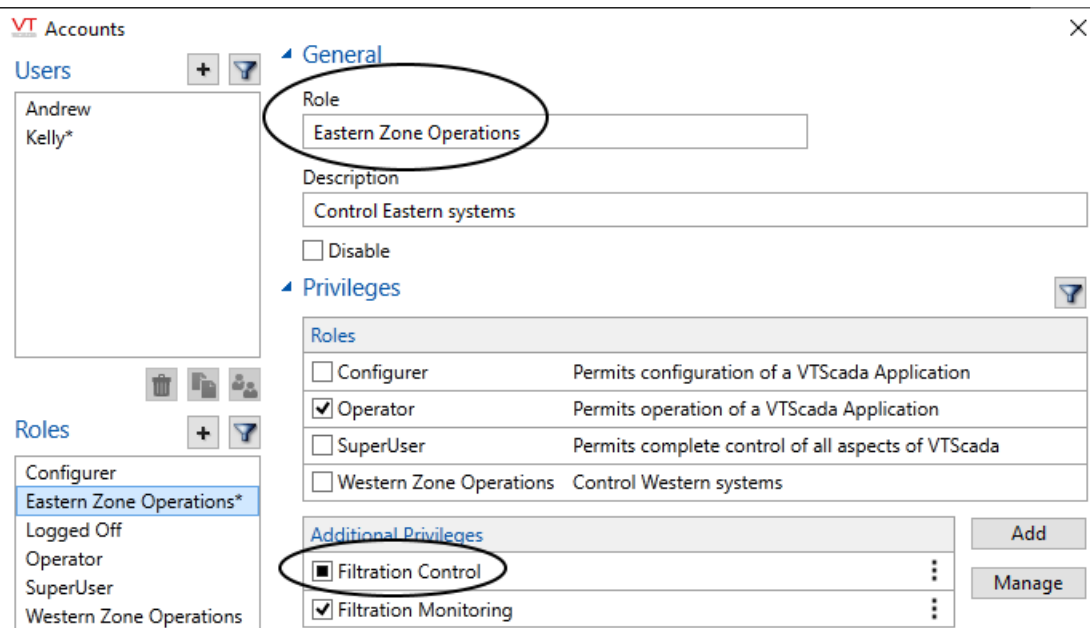 VT Accounts
Users
+
Andrew
Kelly*
Roles
+
Configurer
Eastern Zone Operations*
Logged Off
Operator
SuperUser
Western Zone Operations
General
Role
Eastern Zone Operations
Description
Control Eastern systems
Disable
Privileges
Roles
Configurer Permits configuration of a VTScada Application
Operator Permits operation of a VTScada Application
SuperUser Permits complete control of all aspects of VTScada
Western Zone Operations Control Western systems
Additional Privileges
Filtration Control
Filtration Monitoring
Add
Manage